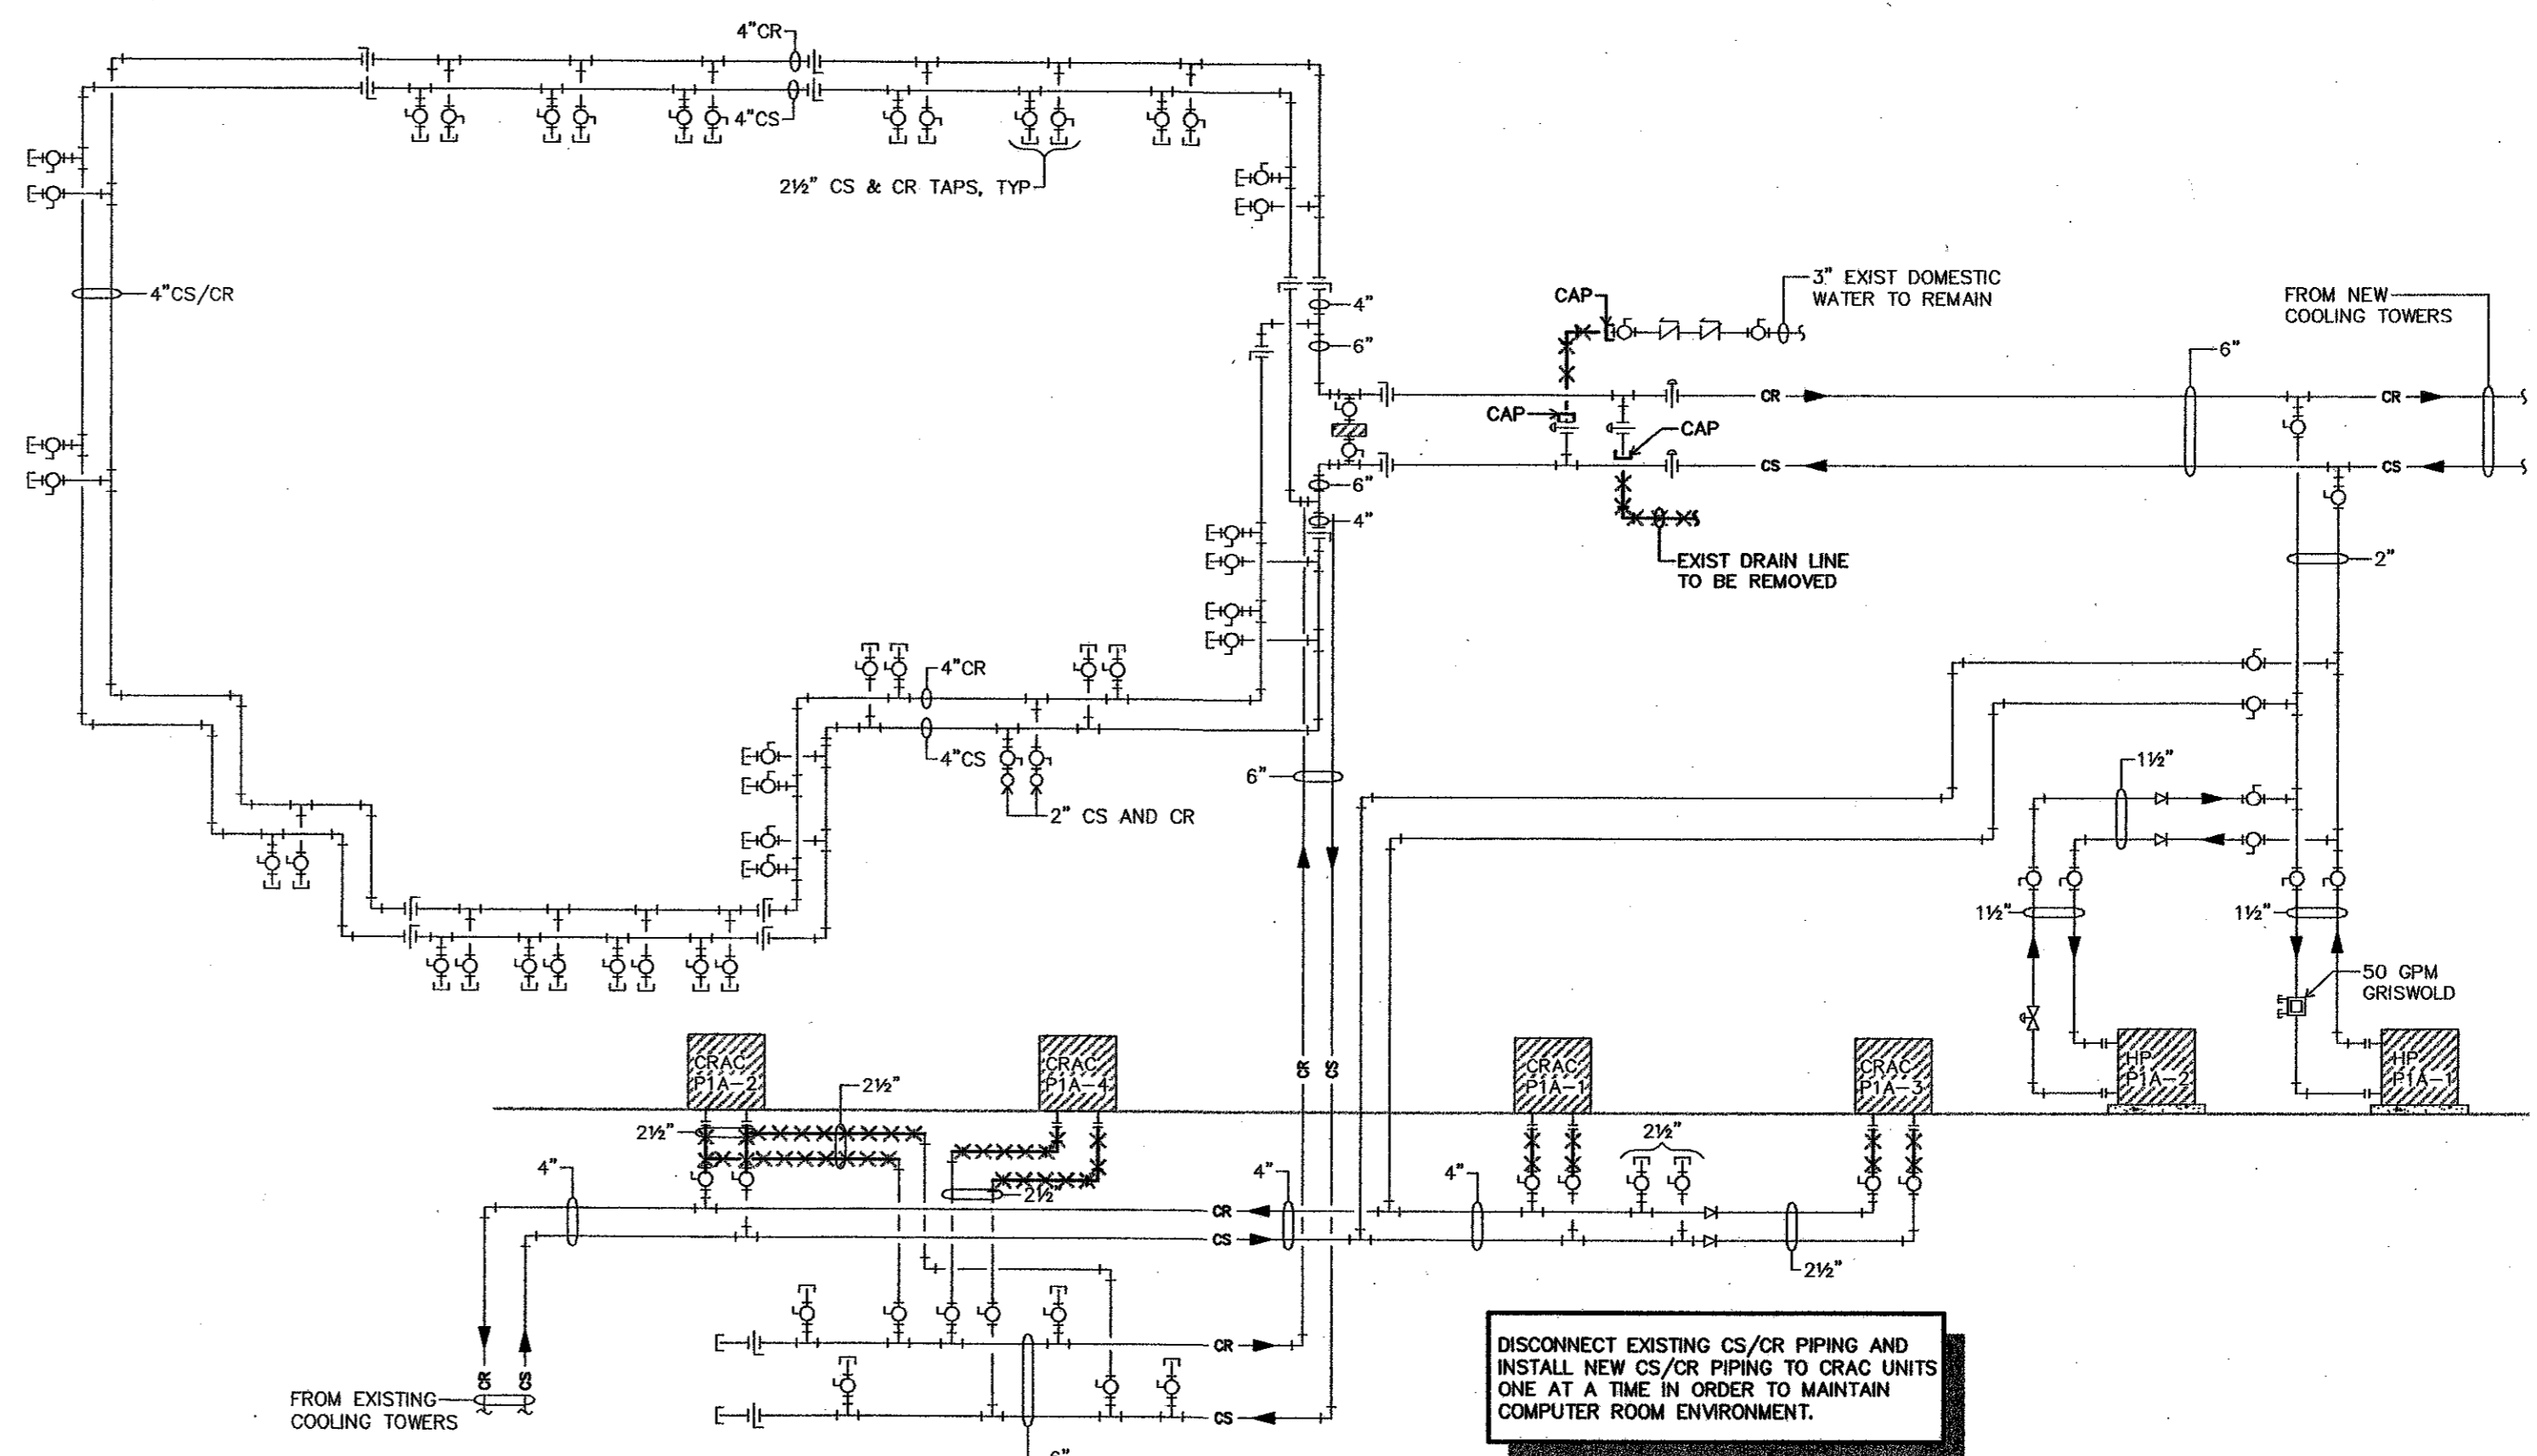 4"CR
4"CS
2½" CS & CR TAPS, TYP
4"CS/CR
4"
6"
CAP
3" EXIST DOMESTIC
WATER TO REMAIN
FROM NEW
COOLING TOWERS
6"
CR
CR
CAP
CAP
CS
CS
6"
4"
EXIST DRAIN LINE
TO BE REMOVED
2"
4"CR
4"CS
2" CS AND CR
6"
1½"
1½"
1½"
50 GPM
GRISWOLD
CRAC
P1A-2
CRAC
P1A-4
CRAC
P1A-1
CRAC
P1A-3
HP
P1A-2
HP
P1A-1
CR
CS
2½"
2½"
2½"
2½"
4"
4"
4"
CR
CS
2½"
CR
CS
CR
CS
FROM EXISTING
COOLING TOWERS
6"
DISCONNECT EXISTING CS/CR PIPING AND
INSTALL NEW CS/CR PIPING TO CRAC UNITS
ONE AT A TIME IN ORDER TO MAINTAIN
COMPUTER ROOM ENVIRONMENT.